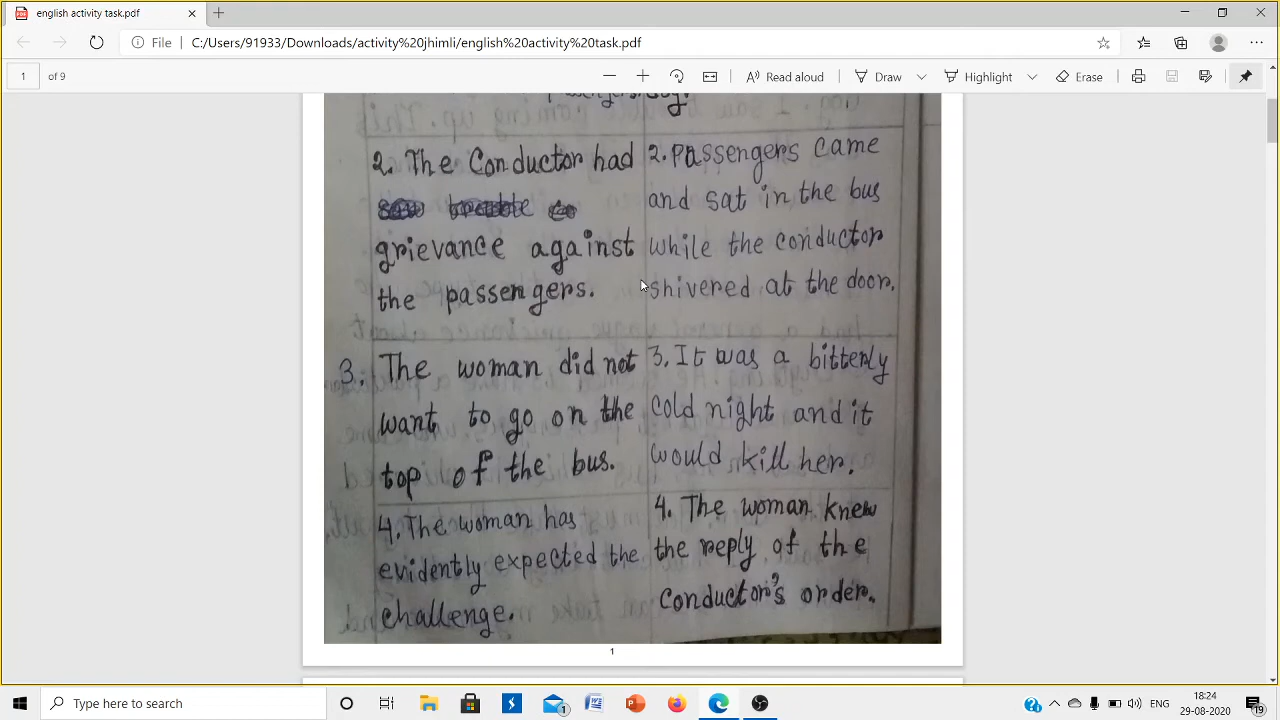 english activity task.pdf
File
C:/Users/91933/Downloads/activity%20jhimli/english%20activity%20task.pdf
1 of 9
Read aloud
Draw
Highlight
Erase
2. The Conductor had
grievance against
the passengers.
2. Passengers came
and sat in the bus
while the conductor
shivered at the door.
3. The woman did not
want to go on the
top of the bus.
3. It was a bitterly
cold night and it
would kill her.
4. The woman has
evidently expected the
challenge.
4. The woman knew
the reply of the
Conductor's order.
1
Type here to search
1
ENG
18:24
29-08-2020
19